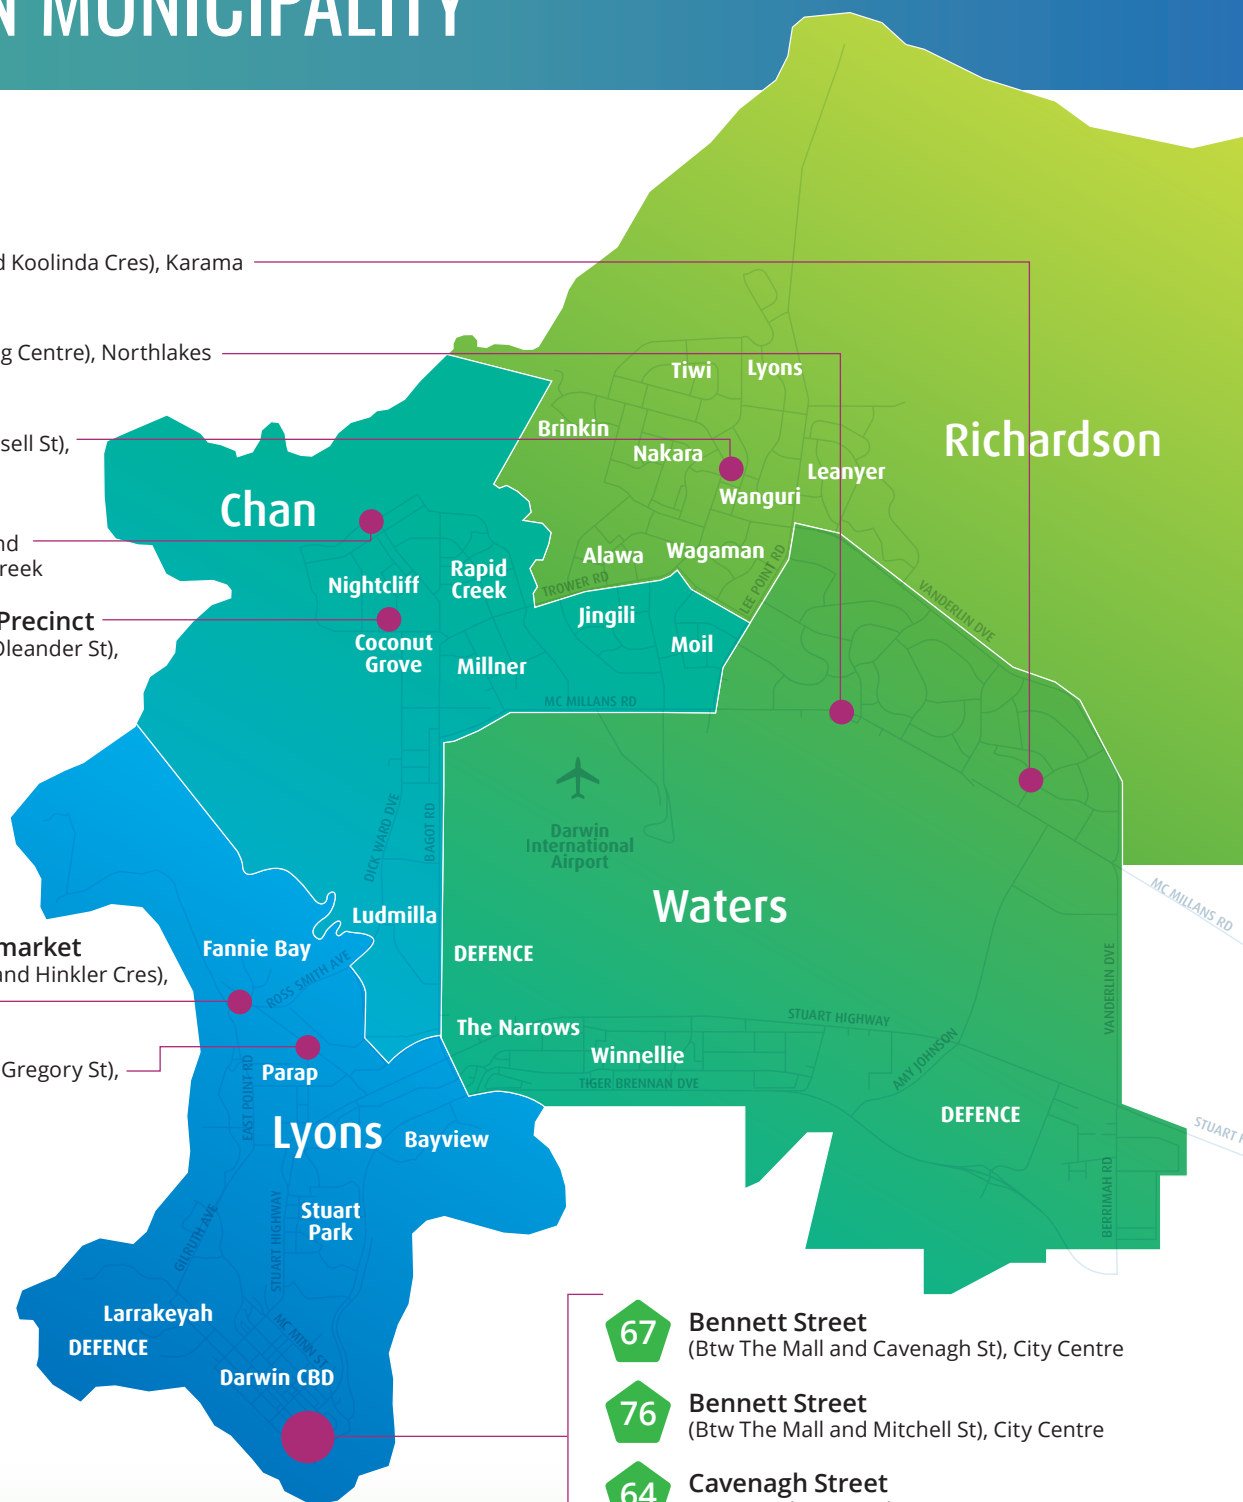 N MUNICIPALITY
d Koolinda Cres), Karama
g Centre), Northlakes
sell St),
nd
reek
Precinct
Oleander St),
market
and Hinkler Cres),
Gregory St),
Tiwi
Lyons
Brinkin
Nakara
Leanyer
Wanguri
Richardson
Alawa
Wagaman
TROWER RD
LEE POINT RD
VANDERLIN DVE
Chan
Nightcliff
Rapid
Creek
Jingili
Moil
Coconut
Grove
Millner
MC MILLANS RD
DICK WARD DVE
BAGOT RD
Darwin
International
Airport
Waters
MC MILLANS RD
Ludmilla
Fannie Bay
DEFENCE
ROSS SMITH AVE
VANDERLIN DVE
The Narrows
STUART HIGHWAY
Winnellie
TIGER BRENNAN DVE
AMY JOHNSON
Parap
EAST POINT RD
DEFENCE
Lyons
Bayview
STUART H
BERRIMAH RD
Stuart
Park
GILRUTH AVE
STUART HIGHWAY
Larrakeyah
DEFENCE
MC MINN ST
Darwin CBD
67
Bennett Street
(Btw The Mall and Cavenagh St), City Centre
76
Bennett Street
(Btw The Mall and Mitchell St), City Centre
64
Cavenagh Street